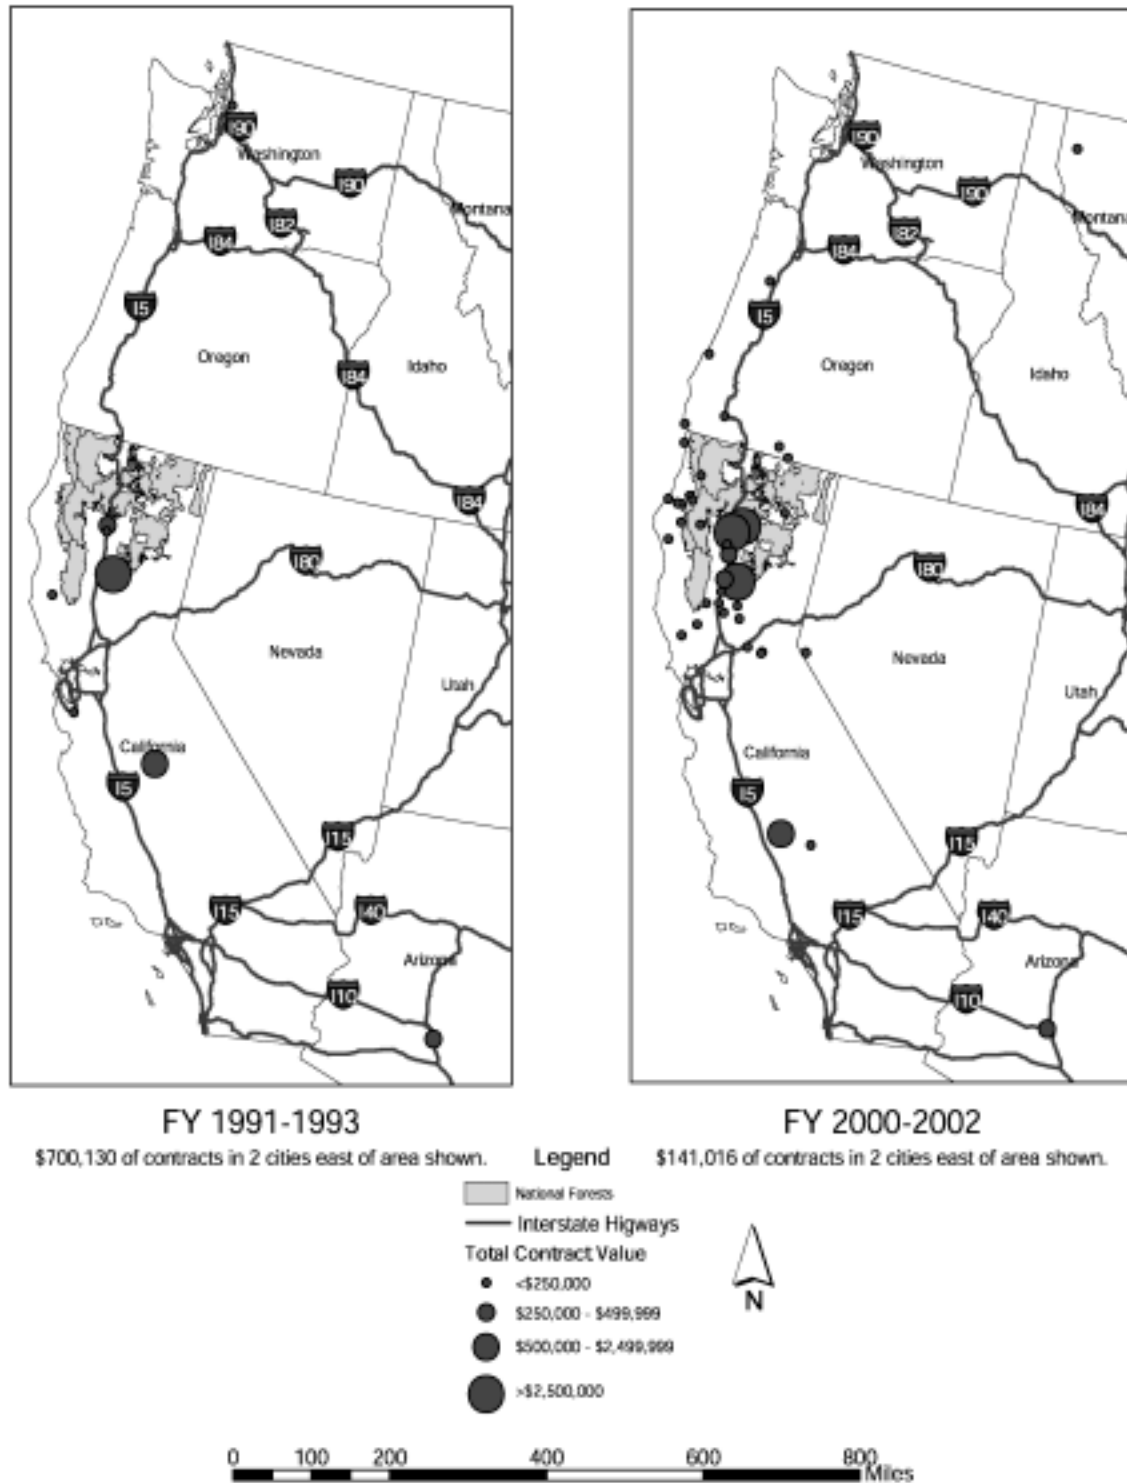 I90
Washington
I90
I82
Montana
I84
I5
Oregon
Idaho
I84
I84
I80
Nevada
Utah
California
I5
I15
I15
I40
Arizona
I10
I90
Washington
I90
Montana
I82
I84
I5
Oregon
Idaho
I84
I80
Nevada
Utah
California
I5
I15
I15
I40
Arizona
I10
FY 1991-1993
FY 2000-2002
$700,130 of contracts in 2 cities east of area shown.
Legend
$141,016 of contracts in 2 cities east of area shown.
National Forests
Interstate Higways
Total Contract Value
<$250,000
$250,000 - $499,999
$500,000 - $2,499,999
>$2,500,000
N
0 100 200 400 600 800
Miles